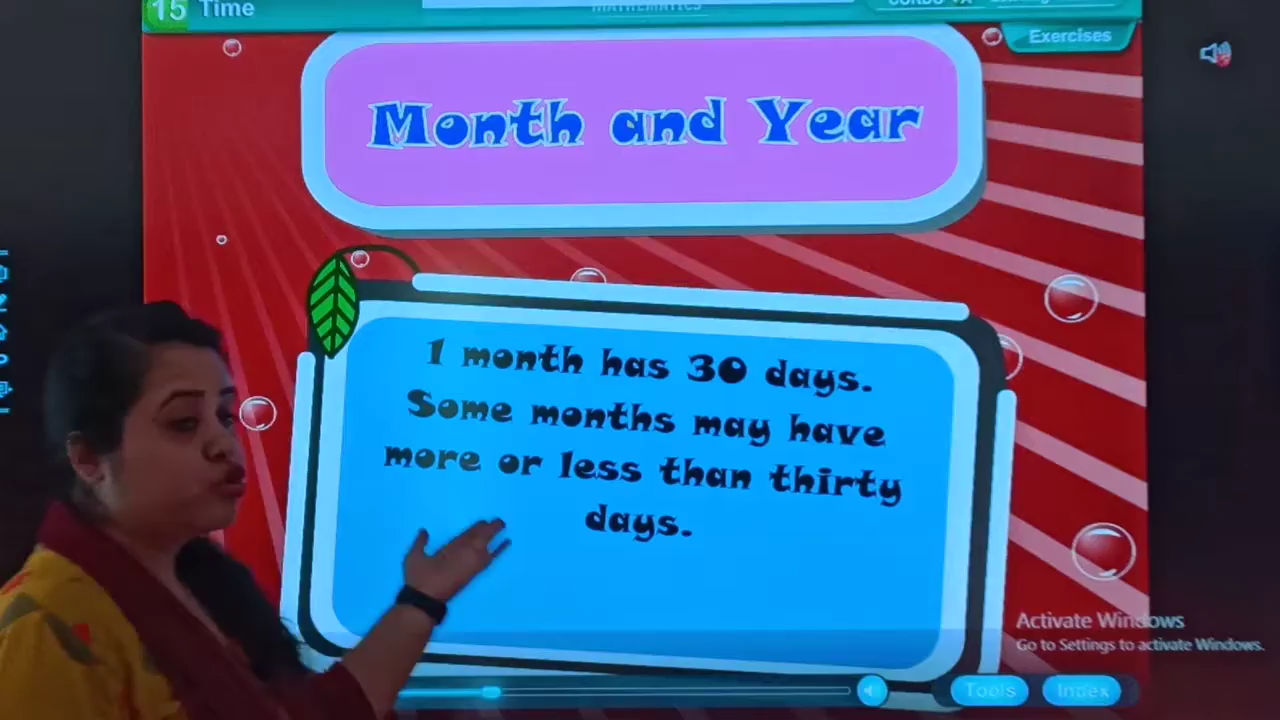 15 Time
MATHEMATICS
Exercises
Month and Year
1 month has 30 days.
Some months may have
more or less than thirty
days.
Activate Windows
Go to Settings to activate Windows.
Tools
Index